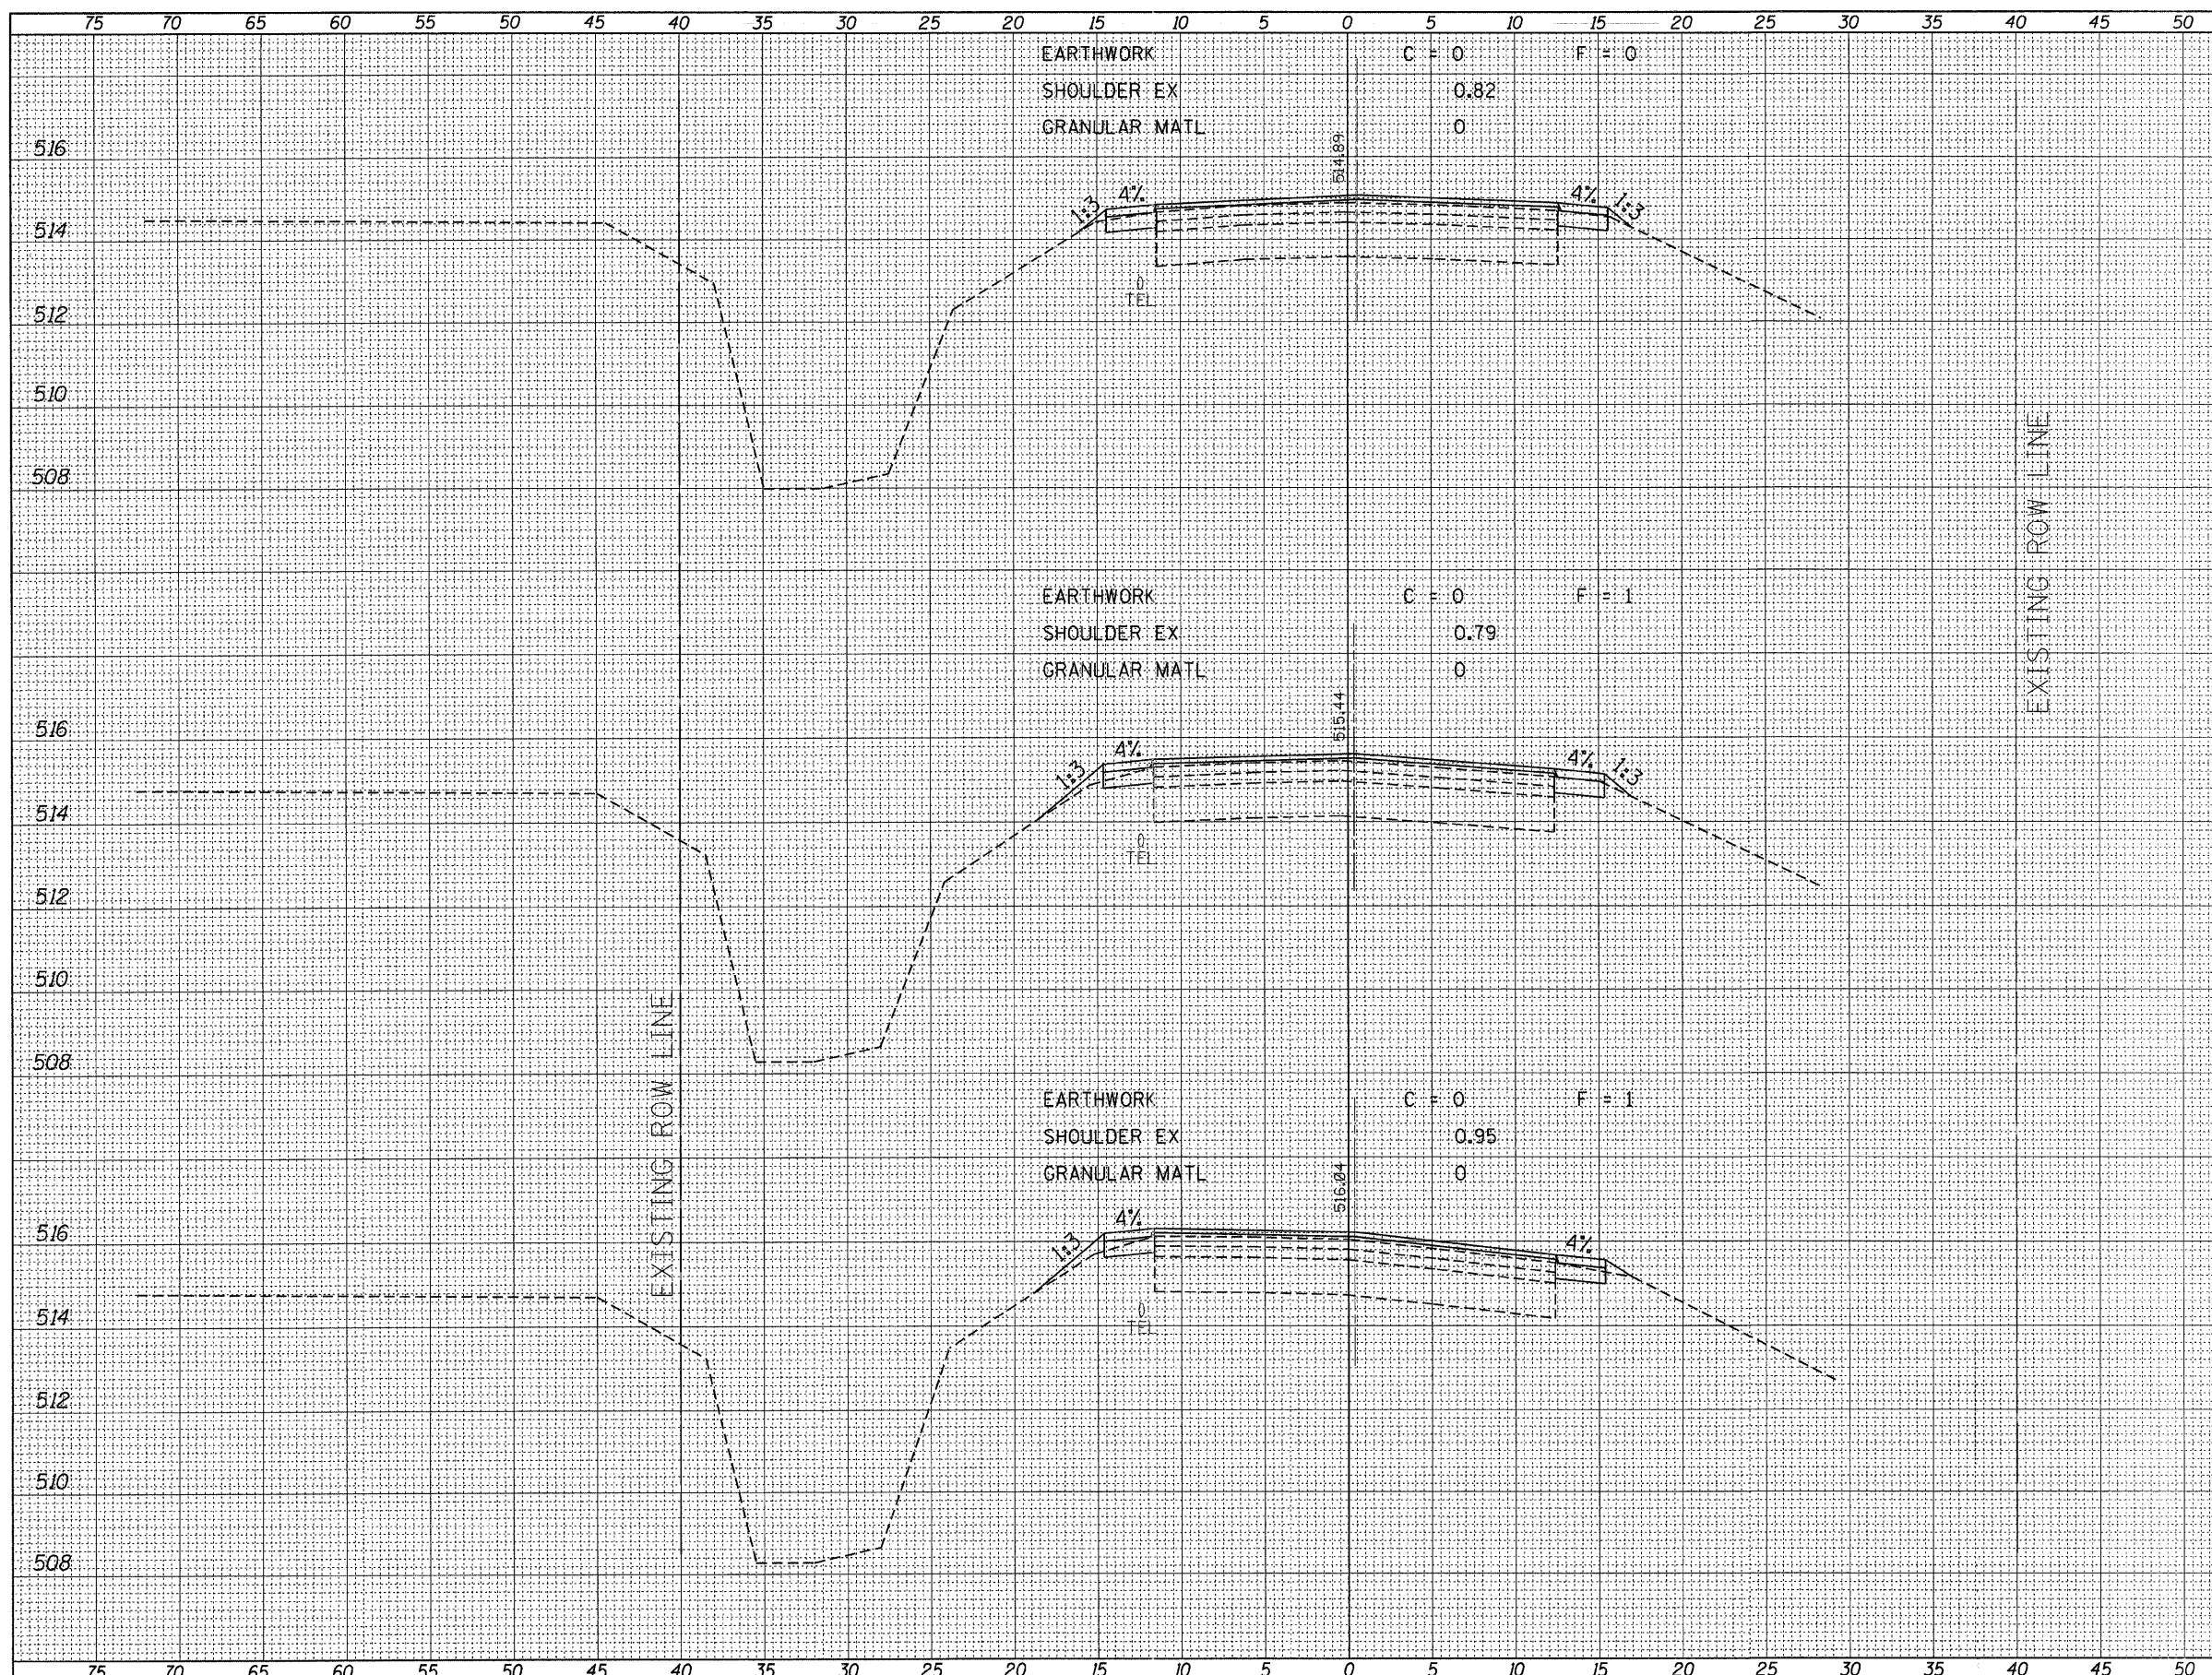 75 70 65 60 55 50 45 40 35 30 25 20 15 10 5 0 5 10 15 20 25 30 35 40 45 50
EARTHWORK C = 0 F = 0
SHOULDER EX 0.82
GRANULAR MATL 0
516
514.89
1:3 4% 4% 1:3
514
0
TEL
512
510
508
EXISTING ROW LINE
EARTHWORK C = 0 F = 1
SHOULDER EX 0.79
GRANULAR MATL 0
516
515.44
1:3 4% 4% 1:3
514
0
TEL
512
510
508
EXISTING ROW LINE
EARTHWORK C = 0 F = 1
SHOULDER EX 0.95
GRANULAR MATL 0
516.04
516
1:3 4% 4%
514
0
TEL
512
510
508
75 70 65 60 55 50 45 40 35 30 25 20 15 10 5 0 5 10 15 20 25 30 35 40 45 50